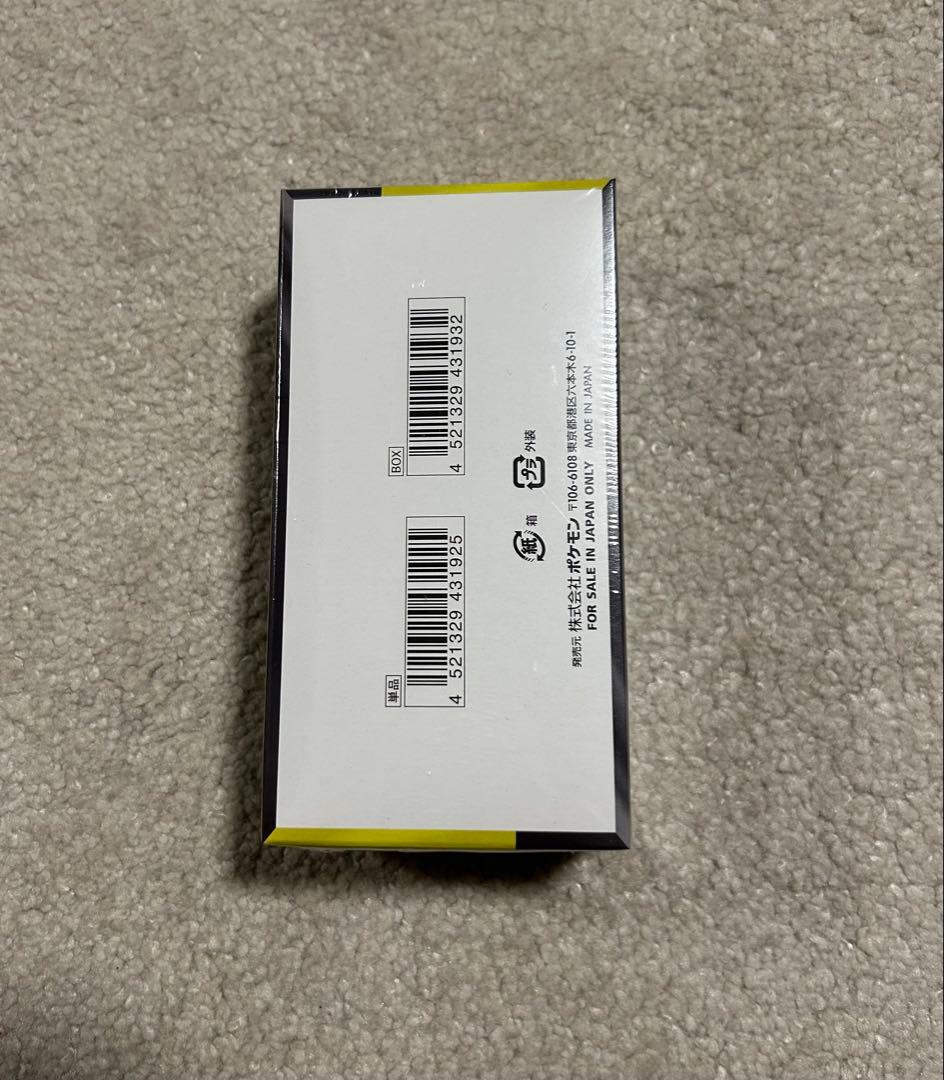 単品
4 521329 431925
BOX
4 521329 431932
紙 箱
プラ 外装
発売元 株式会社 ポケモン 〒106-6108 東京都港区六本木6-10-1
FOR SALE IN JAPAN ONLY MADE IN JAPAN